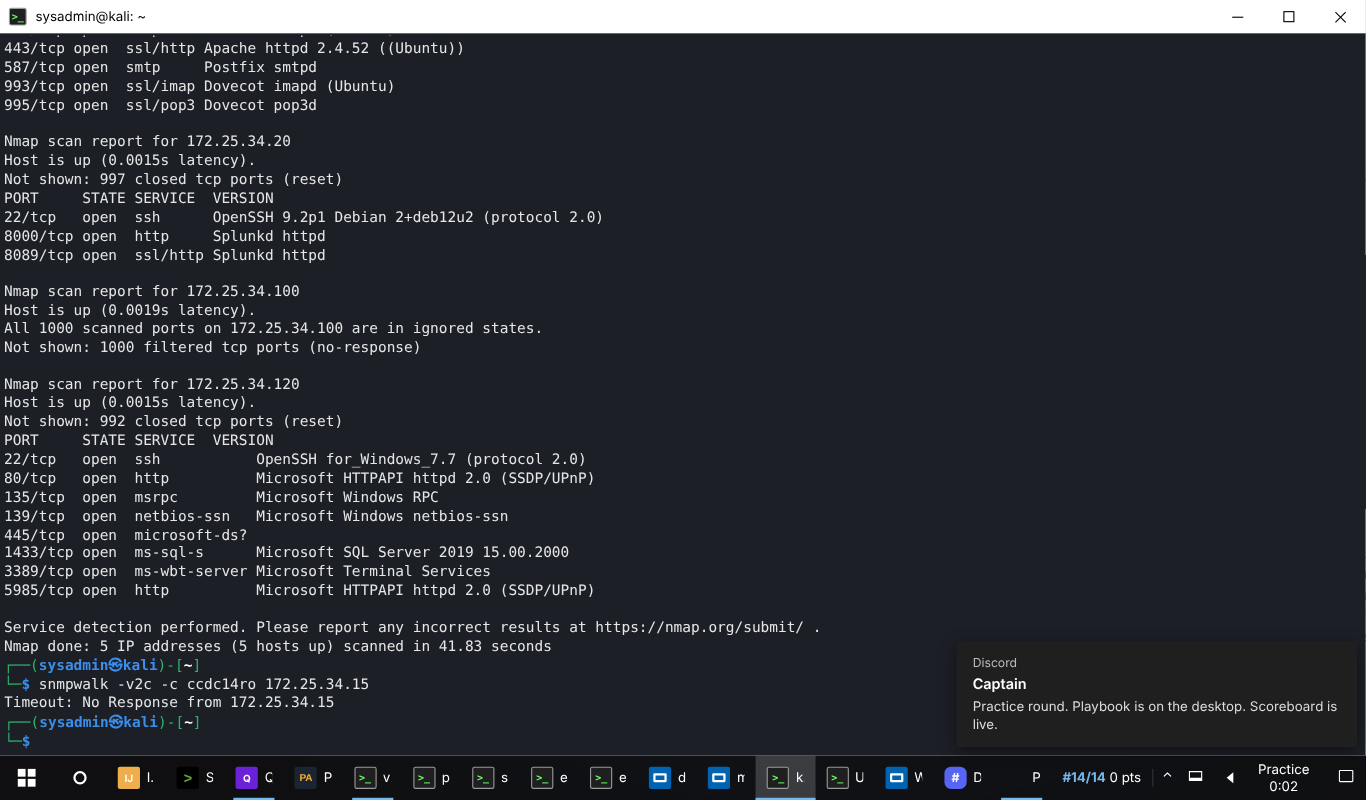 sysadmin@kali: ~
443/tcp open  ssl/http Apache httpd 2.4.52 ((Ubuntu))
587/tcp open  smtp     Postfix smtpd
993/tcp open  ssl/imap Dovecot imapd (Ubuntu)
995/tcp open  ssl/pop3 Dovecot pop3d
Nmap scan report for 172.25.34.20
Host is up (0.0015s latency).
Not shown: 997 closed tcp ports (reset)
PORT     STATE SERVICE  VERSION
22/tcp   open  ssh      OpenSSH 9.2p1 Debian 2+deb12u2 (protocol 2.0)
8000/tcp open  http     Splunkd httpd
8089/tcp open  ssl/http Splunkd httpd
Nmap scan report for 172.25.34.100
Host is up (0.0019s latency).
All 1000 scanned ports on 172.25.34.100 are in ignored states.
Not shown: 1000 filtered tcp ports (no-response)
Nmap scan report for 172.25.34.120
Host is up (0.0015s latency).
Not shown: 992 closed tcp ports (reset)
PORT     STATE SERVICE  VERSION
22/tcp   open  ssh           OpenSSH for_Windows_7.7 (protocol 2.0)
80/tcp   open  http          Microsoft HTTPAPI httpd 2.0 (SSDP/UPnP)
135/tcp  open  msrpc         Microsoft Windows RPC
139/tcp  open  netbios-ssn   Microsoft Windows netbios-ssn
445/tcp  open  microsoft-ds?
1433/tcp open  ms-sql-s      Microsoft SQL Server 2019 15.00.2000
3389/tcp open  ms-wbt-server Microsoft Terminal Services
5985/tcp open  http          Microsoft HTTPAPI httpd 2.0 (SSDP/UPnP)
Service detection performed. Please report any incorrect results at https://nmap.org/submit/ .
Nmap done: 5 IP addresses (5 hosts up) scanned in 41.83 seconds
┌──(sysadmin㉿kali)-[~]
└─$ snmpwalk -v2c -c ccdc14ro 172.25.34.15
Timeout: No Response from 172.25.34.15
┌──(sysadmin㉿kali)-[~]
└─$
Discord
Captain
Practice round. Playbook is on the desktop. Scoreboard is
live.
IJ I. > S Q C PA P >_ v >_ p >_ s >_ e >_ e d m >_ k >_ U W # D P #14/14 0 pts Practice
0:02